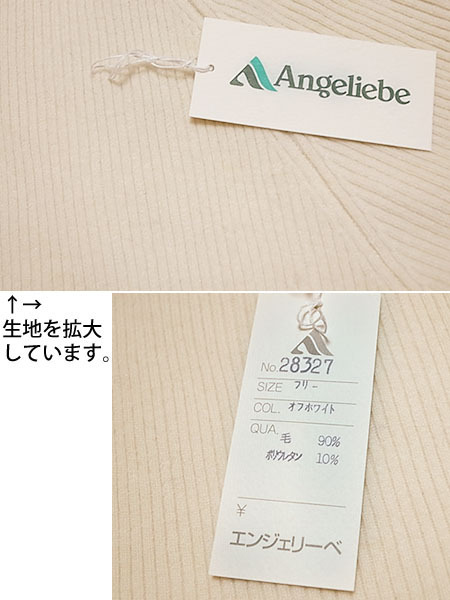 Angeliebe
↑→
生地を拡大
しています。
No. 28327
SIZE フリー
COL. オフホワイト
QUA. 毛 90%
ポリウレタン 10%
¥
エンジェリーベ